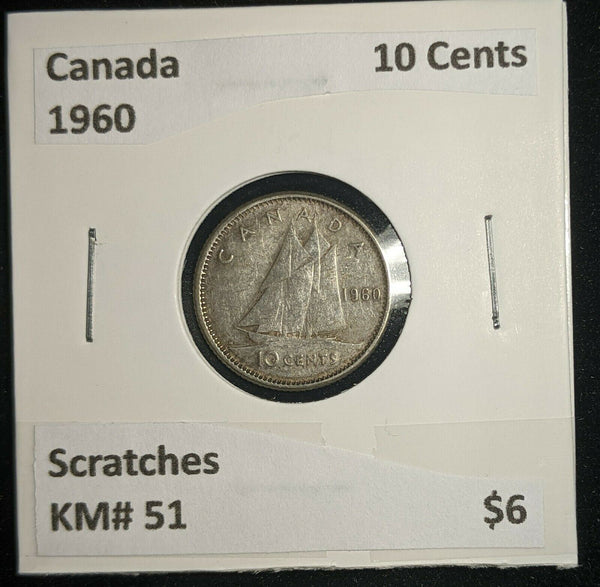 Canada 10 Cents
1960
CANADA
1960
10 CENTS
Scratches
KM# 51 $6